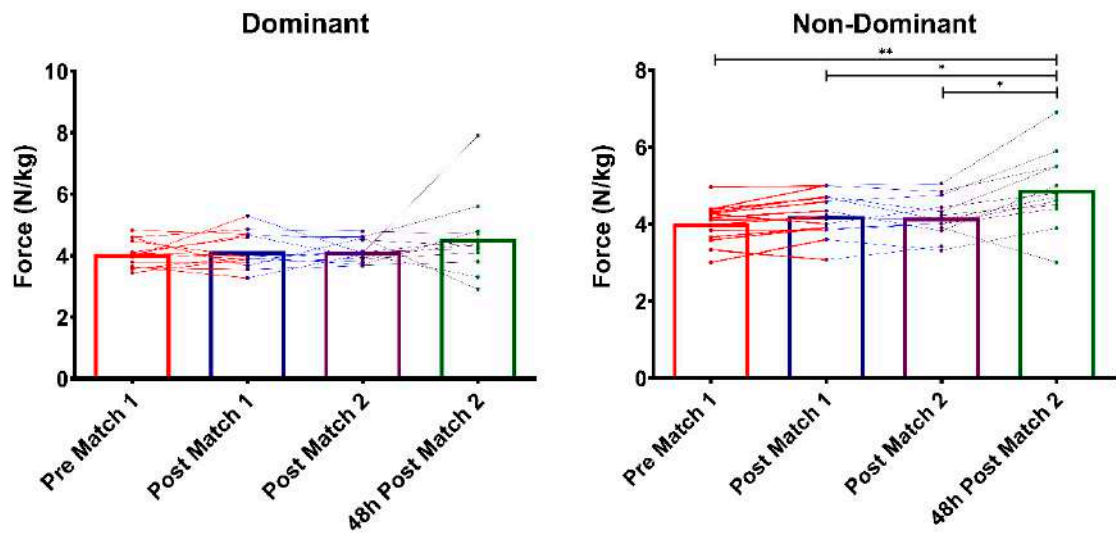 Dominant
Force (N/kg)
10
8
6
4
2
0
Pre Match 1
Post Match 1
Post Match 2
48h Post Match 2
Non-Dominant
**
*
*
Force (N/kg)
8
6
4
2
0
Pre Match 1
Post Match 1
Post Match 2
48h Post Match 2